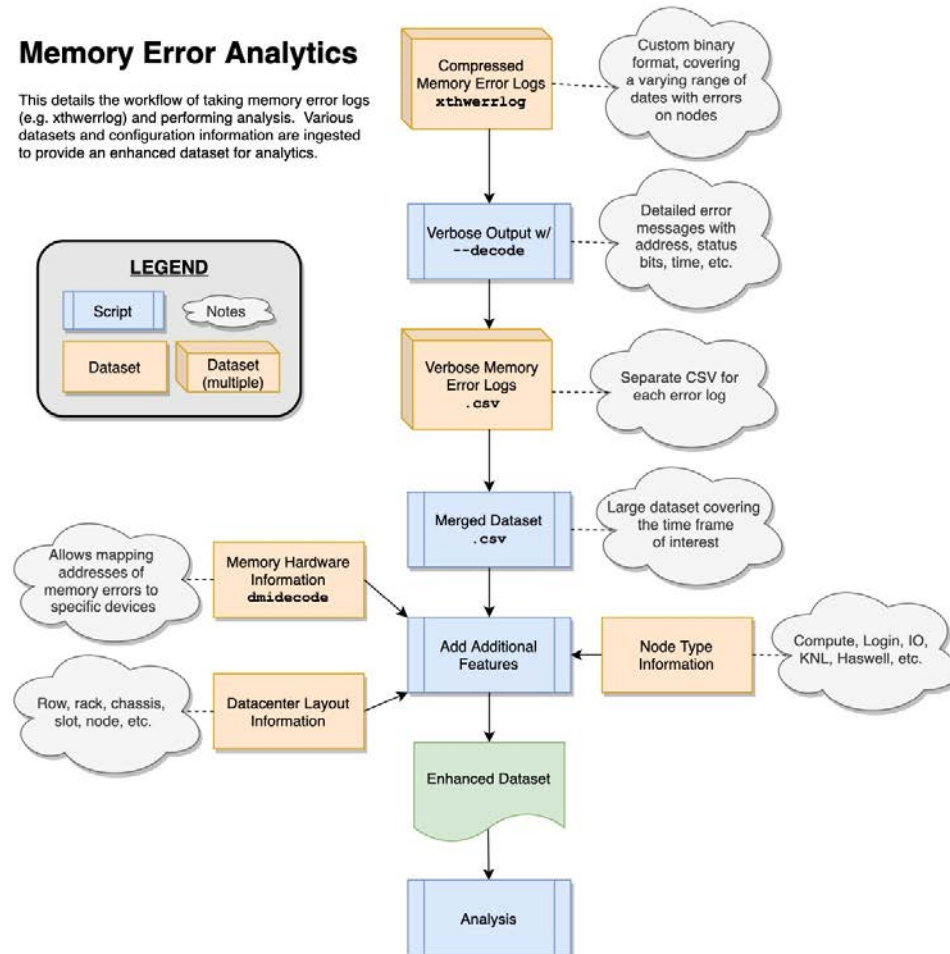 Memory Error Analytics
This details the workflow of taking memory error logs
(e.g. xthwerrlog) and performing analysis. Various
datasets and configuration information are ingested
to provide an enhanced dataset for analytics.
Compressed
Memory Error Logs
xthwerrlog
Custom binary
format, covering
a varying range of
dates with errors
on nodes
Verbose Output w/
--decode
Detailed error
messages with
address, status
bits, time, etc.
LEGEND
Script
Notes
Dataset
Dataset
(multiple)
Verbose Memory
Error Logs
.csv
Separate CSV for
each error log
Merged Dataset
.csv
Large dataset covering
the time frame
of interest
Allows mapping
addresses of
memory errors to
specific devices
Memory Hardware
Information
dmidecode
Add Additional
Features
Node Type
Information
Compute, Login, IO,
KNL, Haswell, etc.
Row, rack, chassis,
slot, node, etc.
Datacenter Layout
Information
Enhanced Dataset
Analysis